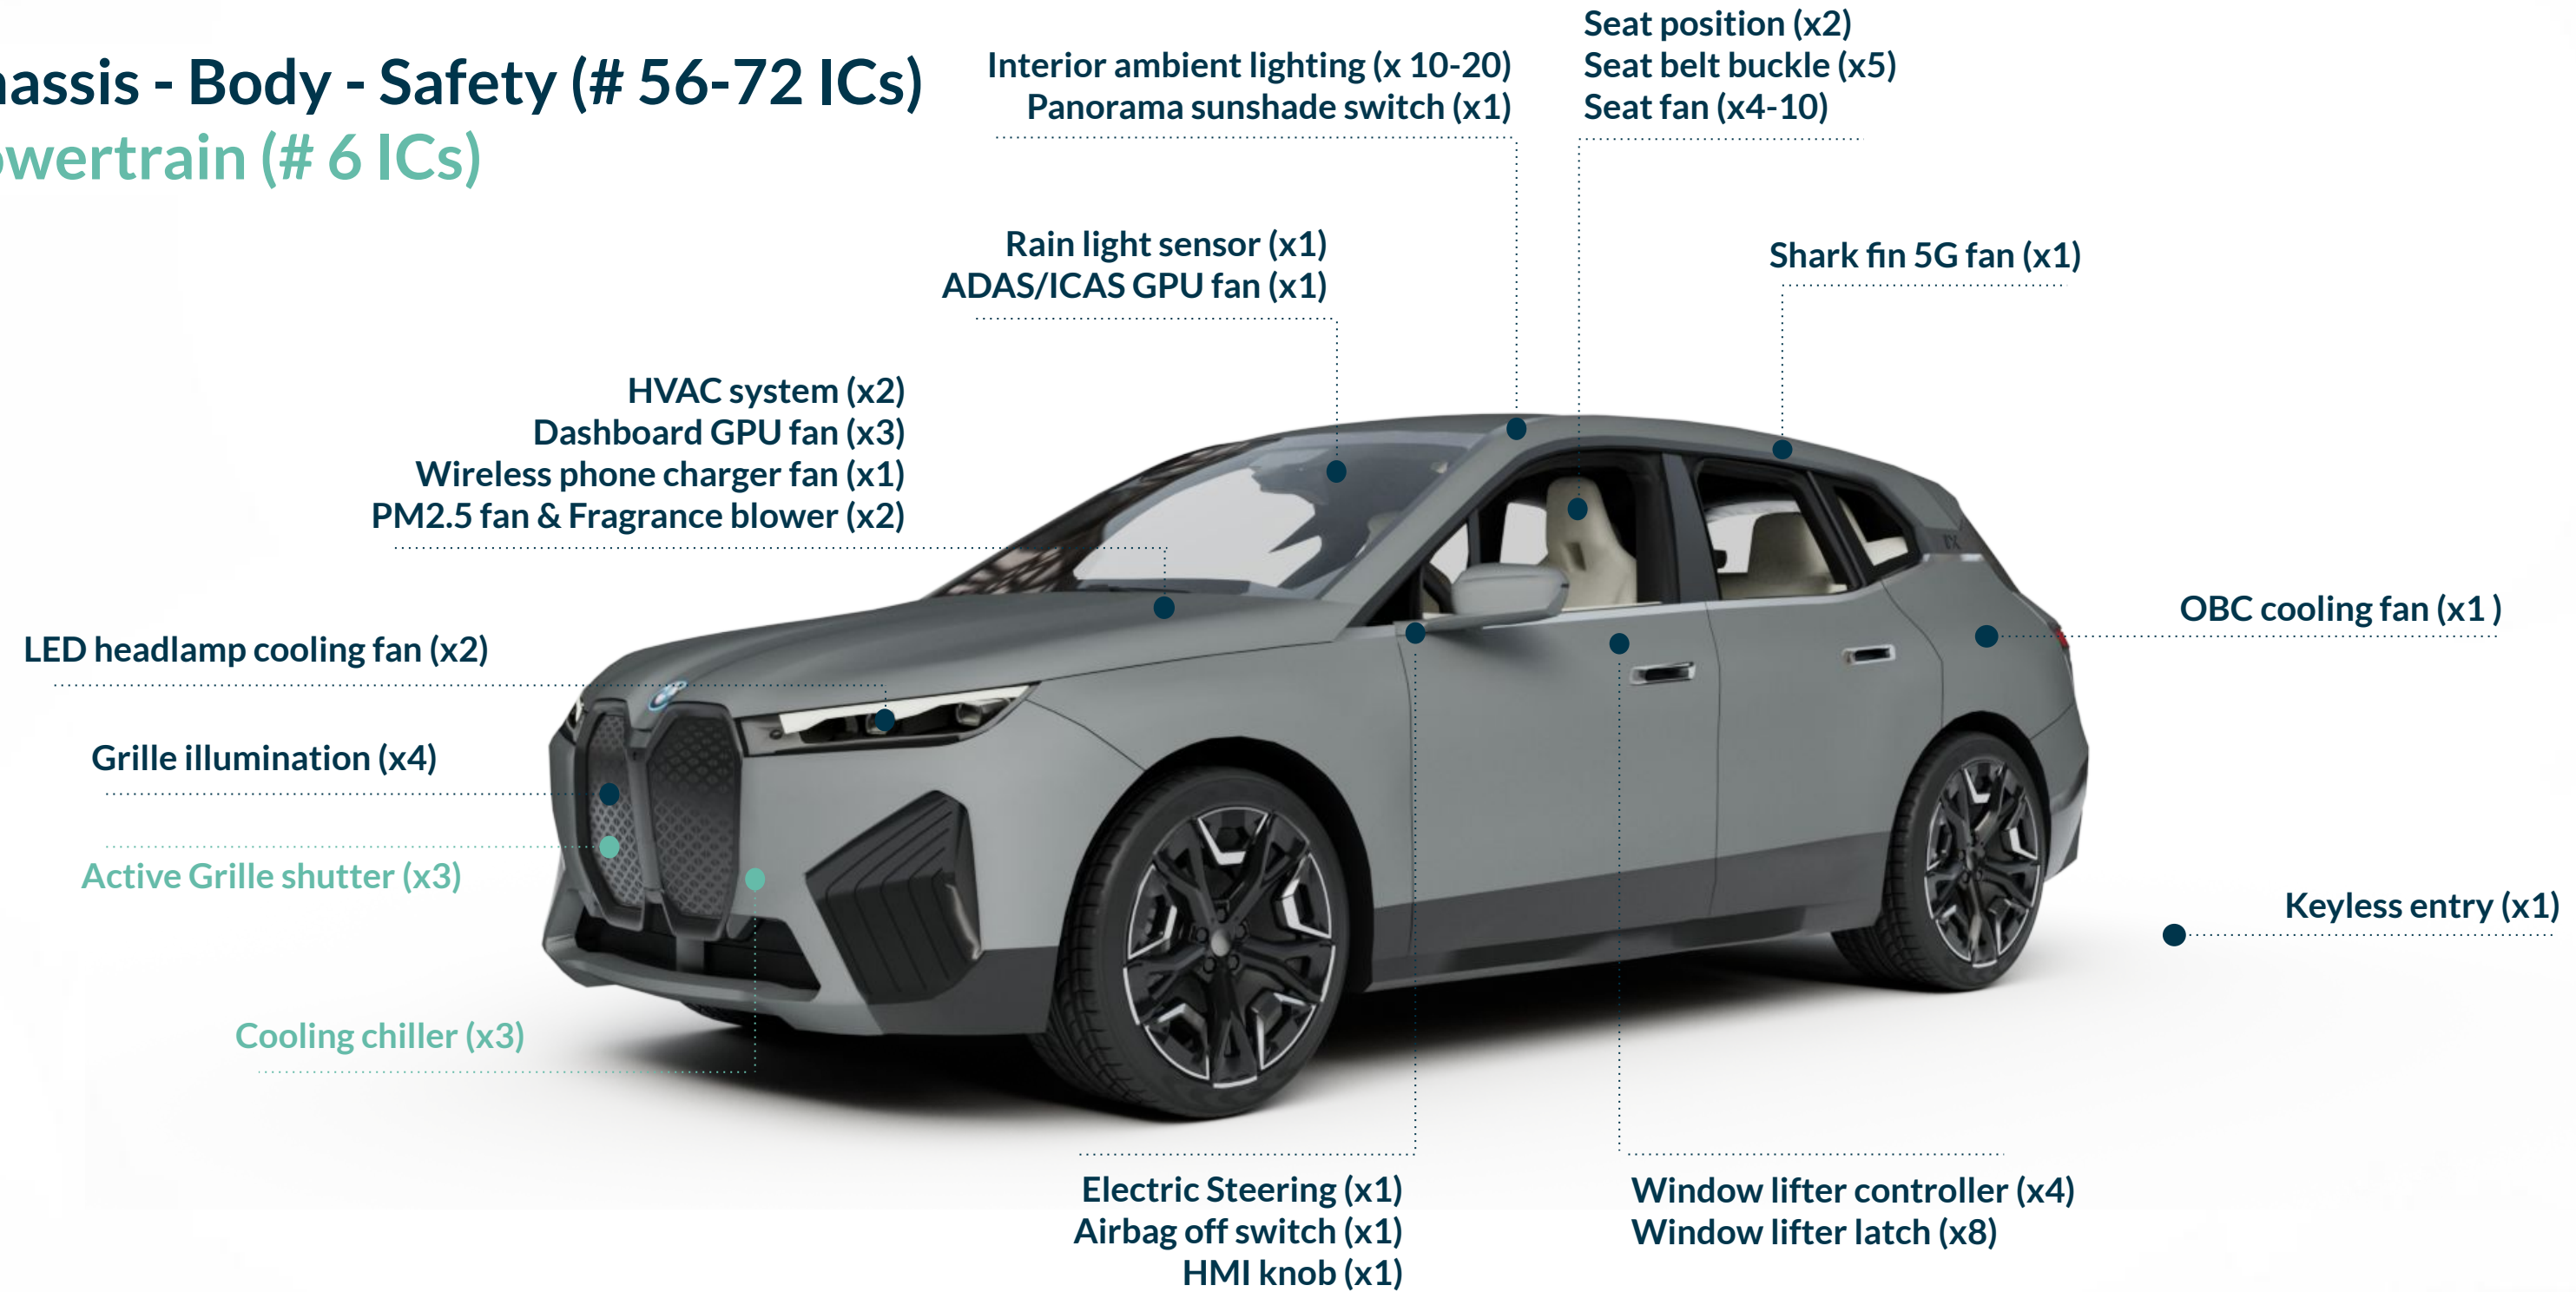 hassis - Body - Safety (# 56-72 ICs)
owertrain (# 6 ICs)
Interior ambient lighting (x 10-20)
Panorama sunshade switch (x1)
Seat position (x2)
Seat belt buckle (x5)
Seat fan (x4-10)
Rain light sensor (x1)
ADAS/ICAS GPU fan (x1)
Shark fin 5G fan (x1)
HVAC system (x2)
Dashboard GPU fan (x3)
Wireless phone charger fan (x1)
PM2.5 fan & Fragrance blower (x2)
OBC cooling fan (x1 )
LED headlamp cooling fan (x2)
Grille illumination (x4)
Active Grille shutter (x3)
Keyless entry (x1)
Cooling chiller (x3)
Electric Steering (x1)
Airbag off switch (x1)
HMI knob (x1)
Window lifter controller (x4)
Window lifter latch (x8)